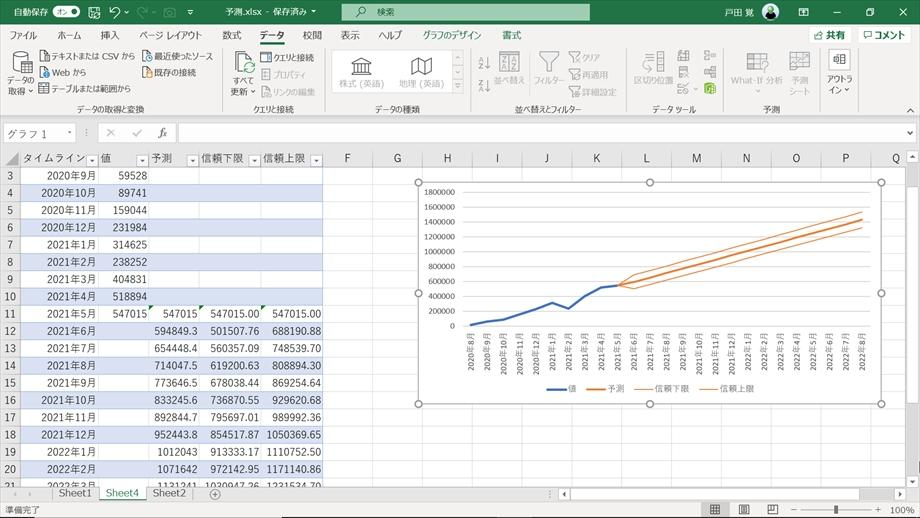 自動保存 オン 予測.xlsx - 保存済み 検索 戸田 覚
ファイル ホーム 挿入 ページ レイアウト 数式 データ 校閲 表示 ヘルプ グラフのデザイン 書式 共有 コメント
データの取得 テキストまたは CSV から 最近使ったソース
Web から 既存の接続
テーブルまたは範囲から
すべて更新 クエリと接続
プロパティ
リンクの編集
株式 (英語) 地理 (英語)
並べ替え フィルター クリア
再適用
詳細設定
区切り位置 What-If 分析 予測シート アウトライン
データの取得と変換 クエリと接続 データの種類 並べ替えとフィルター データ ツール 予測
グラフ 1 fx
タイムライン 値 予測 信頼下限 信頼上限 F G H I J K L M N O P Q
3 2020年9月 59528
4 2020年10月 89741
5 2020年11月 159044
6 2020年12月 231984
7 2021年1月 314625
8 2021年2月 238252
9 2021年3月 404831
10 2021年4月 518894
11 2021年5月 547015 547015 547015.00 547015.00
12 2021年6月 594849.3 501507.76 688190.88
13 2021年7月 654448.4 560357.09 748539.70
14 2021年8月 714047.5 619200.63 808894.30
15 2021年9月 773646.5 678038.44 869254.64
16 2021年10月 833245.6 736870.55 929620.68
17 2021年11月 892844.7 795697.01 989992.36
18 2021年12月 952443.8 854517.87 1050369.65
19 2022年1月 1012043 913333.17 1110752.50
20 2022年2月 1071642 972142.95 1171140.86
21 2022年3月 1131241 1030947.26 1231534.70
1800000
1600000
1400000
1200000
1000000
800000
600000
400000
200000
0
2020年8月 2020年9月 2020年10月 2020年11月 2020年12月 2021年1月 2021年2月 2021年3月 2021年4月 2021年5月 2021年6月 2021年7月 2021年8月 2021年9月 2021年10月 2021年11月 2021年12月 2022年1月 2022年2月 2022年3月 2022年4月 2022年5月 2022年6月 2022年7月 2022年8月
値 予測 信頼下限 信頼上限
Sheet1 Sheet4 Sheet2
準備完了 100%